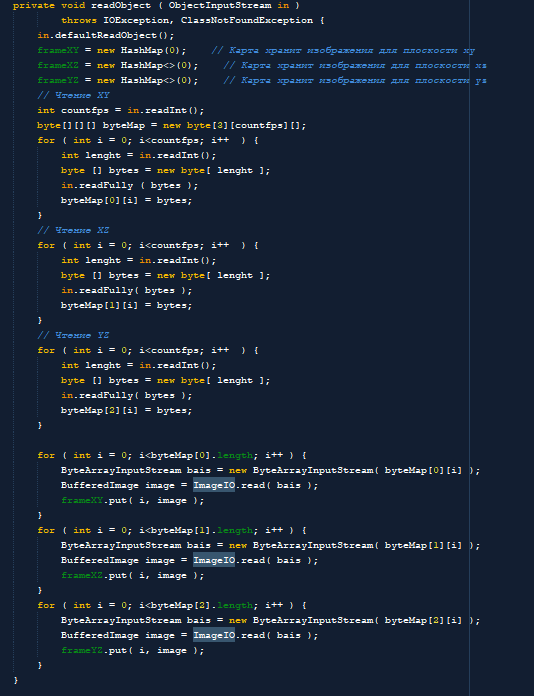 private void readObject ( ObjectInputStream in )
throws IOException, ClassNotFoundException {
in.defaultReadObject();
frameXY = new HashMap(0); // Карта хранит изображения для плоскости xy
frameXZ = new HashMap<>(0); // Карта хранит изображения для плоскости xz
frameYZ = new HashMap<>(0); // Карта хранит изображения для плоскости yz
// Чтение XY
int countfps = in.readInt();
byte[][][] byteMap = new byte[3][countfps][];
for ( int i = 0; i<countfps; i++ ) {
int lenght = in.readInt();
byte [] bytes = new byte[ lenght ];
in.readFully ( bytes );
byteMap[0][i] = bytes;
}
// Чтение XZ
for ( int i = 0; i<countfps; i++ ) {
int lenght = in.readInt();
byte [] bytes = new byte[ lenght ];
in.readFully( bytes );
byteMap[1][i] = bytes;
}
// Чтение YZ
for ( int i = 0; i<countfps; i++ ) {
int lenght = in.readInt();
byte [] bytes = new byte[ lenght ];
in.readFully( bytes );
byteMap[2][i] = bytes;
}
for ( int i = 0; i<byteMap[0].length; i++ ) {
ByteArrayInputStream bais = new ByteArrayInputStream( byteMap[0][i] );
BufferedImage image = ImageIO.read( bais );
frameXY.put( i, image );
}
for ( int i = 0; i<byteMap[1].length; i++ ) {
ByteArrayInputStream bais = new ByteArrayInputStream( byteMap[1][i] );
BufferedImage image = ImageIO.read( bais );
frameXZ.put( i, image );
}
for ( int i = 0; i<byteMap[2].length; i++ ) {
ByteArrayInputStream bais = new ByteArrayInputStream( byteMap[2][i] );
BufferedImage image = ImageIO.read( bais );
frameYZ.put( i, image );
}
}